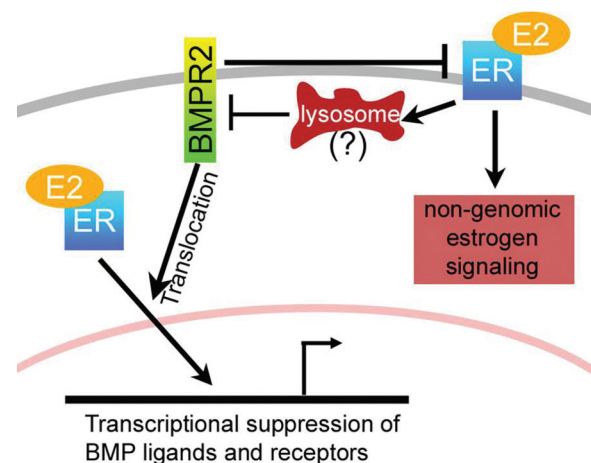 E2
ER
BMPR2
lysosome
(?)
E2
ER
Translocation
non-genomic
estrogen
signaling
Transcriptional suppression of
BMP ligands and receptors